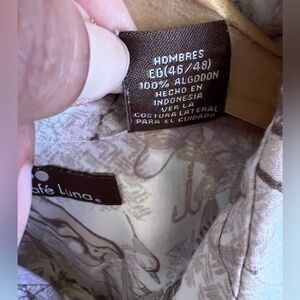 HOMBRES
EG(46/48)
100% ALGODON
HECHO EN
INDONESIA
VER LA
COSTURA LATERAL
PARA EL CUIDADO
afé Luna®